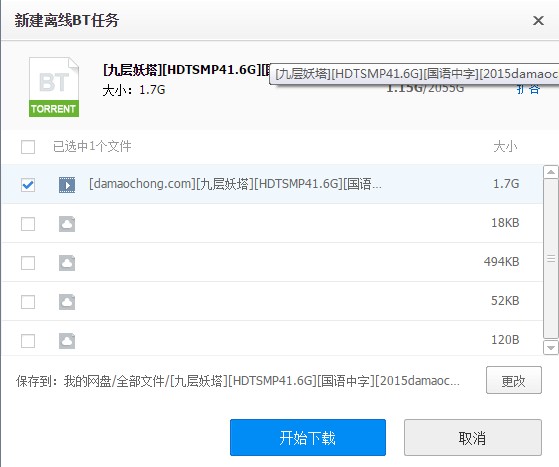 新建离线BT任务
BT
TORRENT
[九层妖塔][HDTSMP41.6G][国
[九层妖塔][HDTSMP41.6G][国语中字][2015damaoc
大小：1.7G
1.15G/2055G
扩容
已选中1个文件
大小
[damaochong.com][九层妖塔][HDTSMP41.6G][国语...
1.7G
18KB
494KB
52KB
120B
保存到：我的网盘/全部文件/[九层妖塔][HDTSMP41.6G][国语中字][2015damaoc...
更改
开始下载
取消